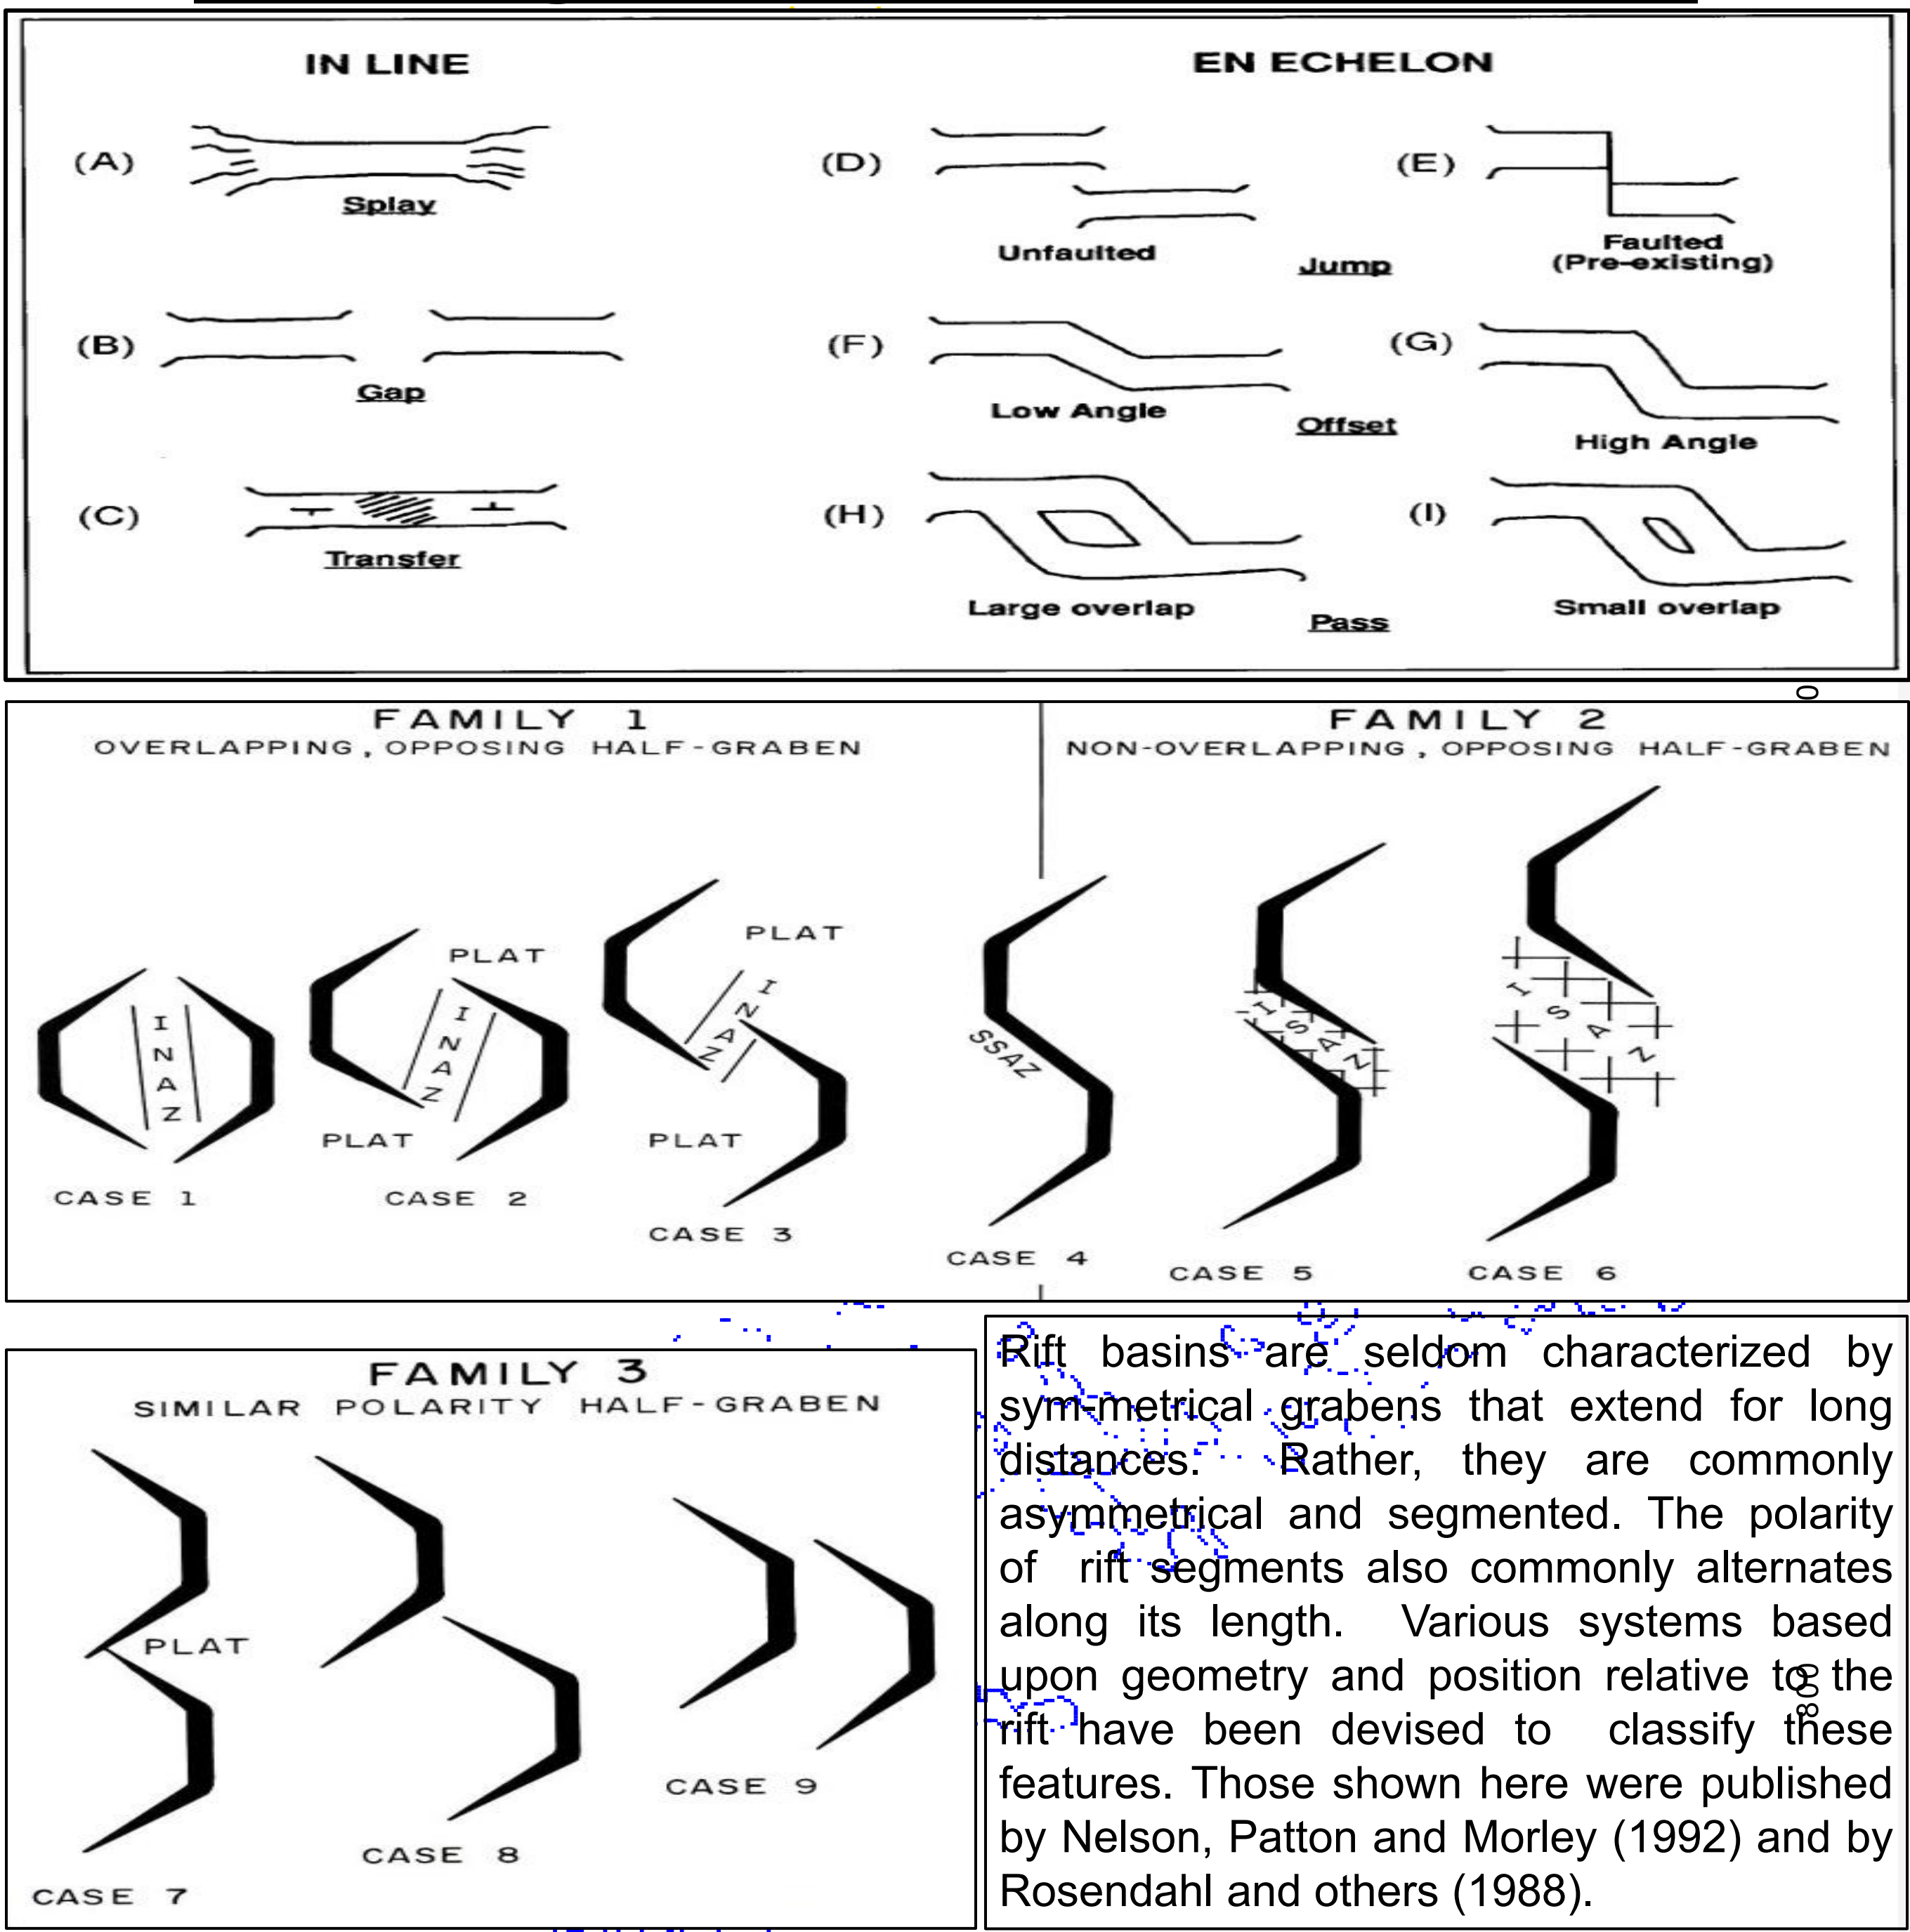 IN LINE
EN ECHELON
(A)
Splay
(D)
Unfaulted
Jump
(E)
Faulted
(Pre-existing)
(B)
Gap
(F)
Low Angle
Offset
(G)
High Angle
(C)
Transfer
(H)
Large overlap
Pass
(I)
Small overlap
0
FAMILY 1
OVERLAPPING, OPPOSING HALF-GRABEN
FAMILY 2
NON-OVERLAPPING, OPPOSING HALF-GRABEN
INAZ
CASE 1
PLAT
INAZ
PLAT
CASE 2
PLAT
INAZ
PLAT
CASE 3
SSAZ
CASE 4
ISAZ
CASE 5
ISAZ
CASE 6
FAMILY 3
SIMILAR POLARITY HALF-GRABEN
PLAT
CASE 7
CASE 8
CASE 9
Rift basins are seldom characterized by
sym-metrical grabens that extend for long
distances. Rather, they are commonly
asymmetrical and segmented. The polarity
of rift segments also commonly alternates
along its length. Various systems based
upon geometry and position relative to the
rift have been devised to classify these
features. Those shown here were published
by Nelson, Patton and Morley (1992) and by
Rosendahl and others (1988).
800